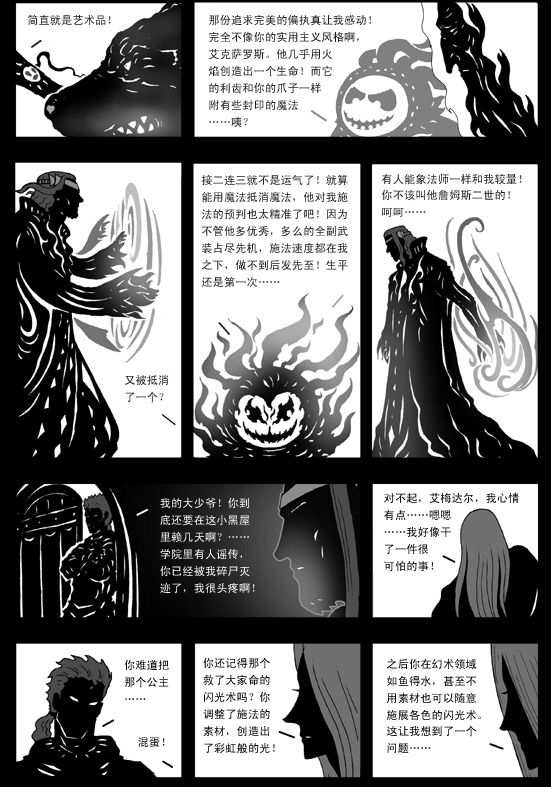 简直就是艺术品！
那份追求完美的偏执真让我感动！
完全不像你的实用主义风格啊，
艾克萨罗斯。他几乎用火
焰创造出一个生命！而它
的利齿和你的爪子一样
附有些封印的魔法
……咦？
又被抵消
了一个？
接二连三就不是运气了！就算
能用魔法抵消魔法，他对我施
法的预判也太精准了吧！因为
不管他多优秀，多么的全副武
装占尽先机，施法速度都在我
之下，做不到后发先至！生平
还是第一次……
有人能象法师一样和我较量！
你不该叫他詹姆斯二世的！
呵呵……
我的大少爷！你到
底还要在这小黑屋
里赖几天啊？……
学院里有人谣传，
你已经被我碎尸灭
迹了，我很头疼啊！
对不起，艾梅达尔，我心情
有点……嗯嗯
……我好像干
了一件很
可怕的事！
你难道把
那个公主
……
混蛋！
你还记得那个
救了大家命的
闪光术吗？你
调整了施法的
素材，创造出
了彩虹般的光！
之后你在幻术领域
如鱼得水，甚至不
用素材也可以随意
施展各色的闪光术。
这让我想到了一个
问题……